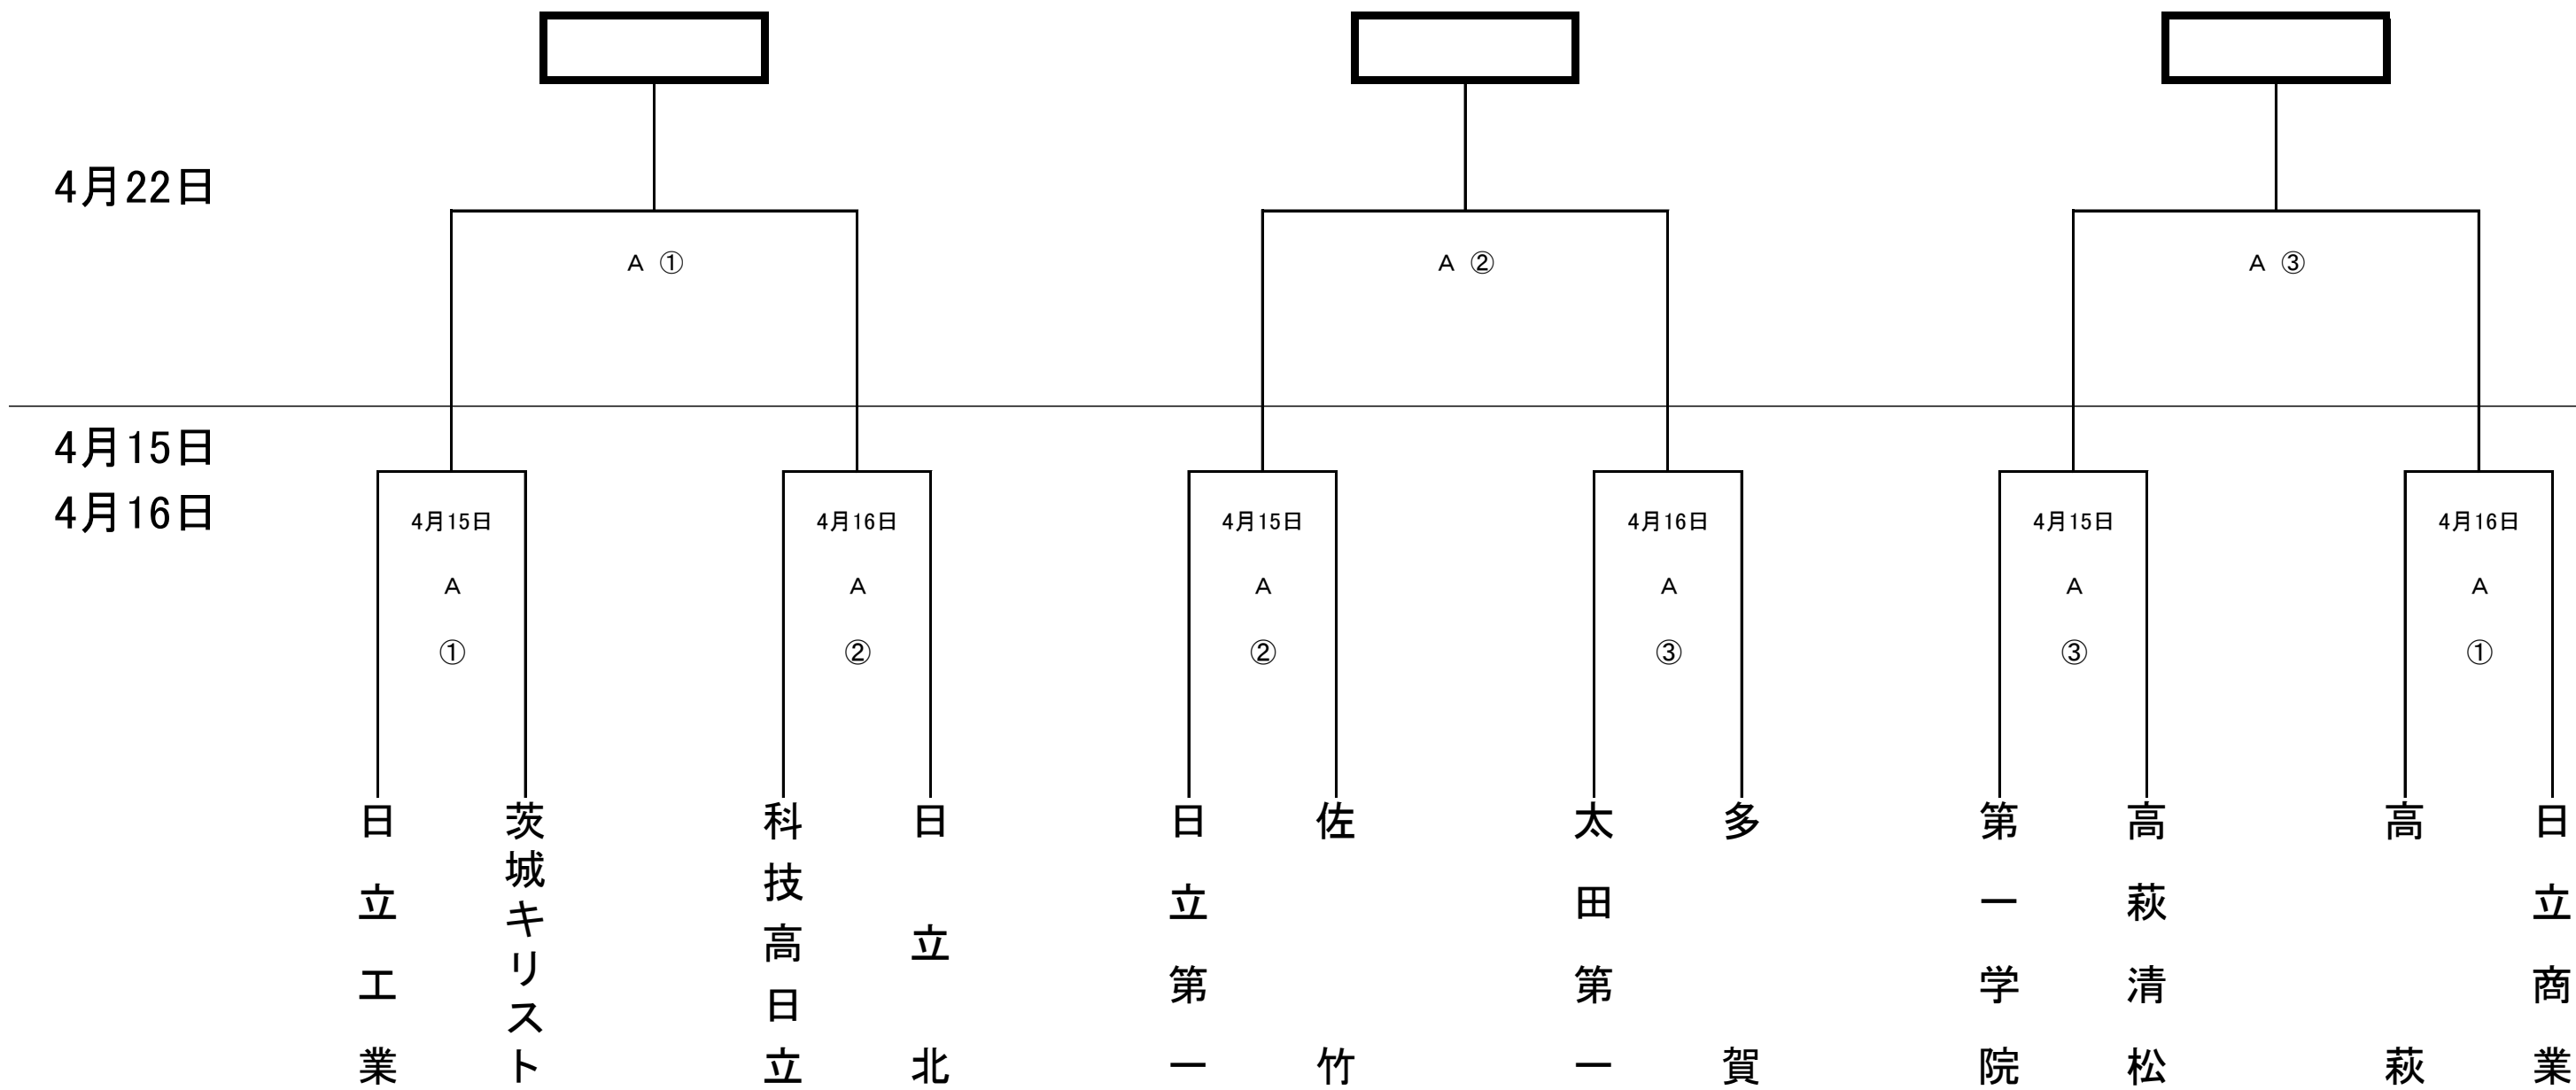 4月22日
A ①
A ②
A ③
4月15日
4月16日
4月15日
A
①
4月16日
A
②
4月15日
A
②
4月16日
A
③
4月15日
A
③
4月16日
A
①
日立工業
茨城キリスト
科技高日立
日立北
日立第一
佐竹
太田第一
多賀
第一学院
高萩清松
高萩
日立商業